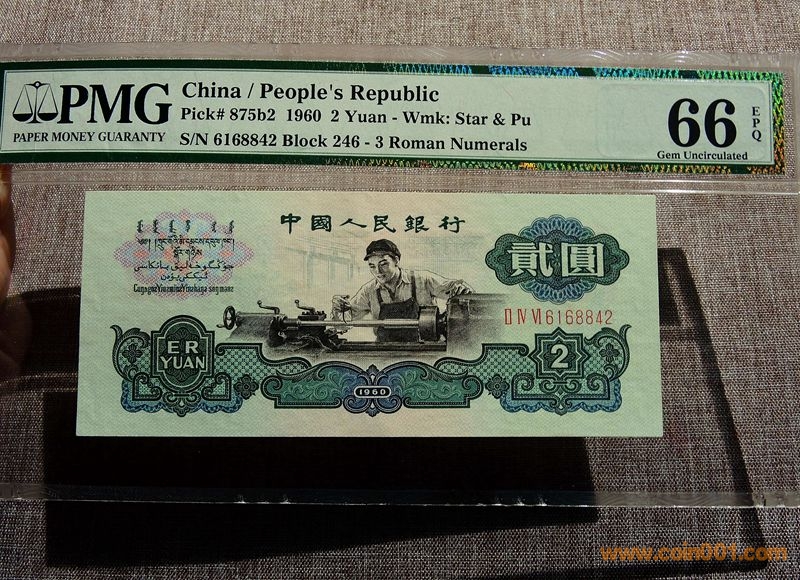 PMG
PAPER MONEY GUARANTY
China / People's Republic
Pick# 875b2 1960 2 Yuan - Wmk: Star & Pu
S/N 6168842 Block 246 - 3 Roman Numerals
66
EPQ
Gem Uncirculated
PMG
中國人民銀行
貳圓
II IV VI 6168842
ER
YUAN
1960
2
www.coin001.com